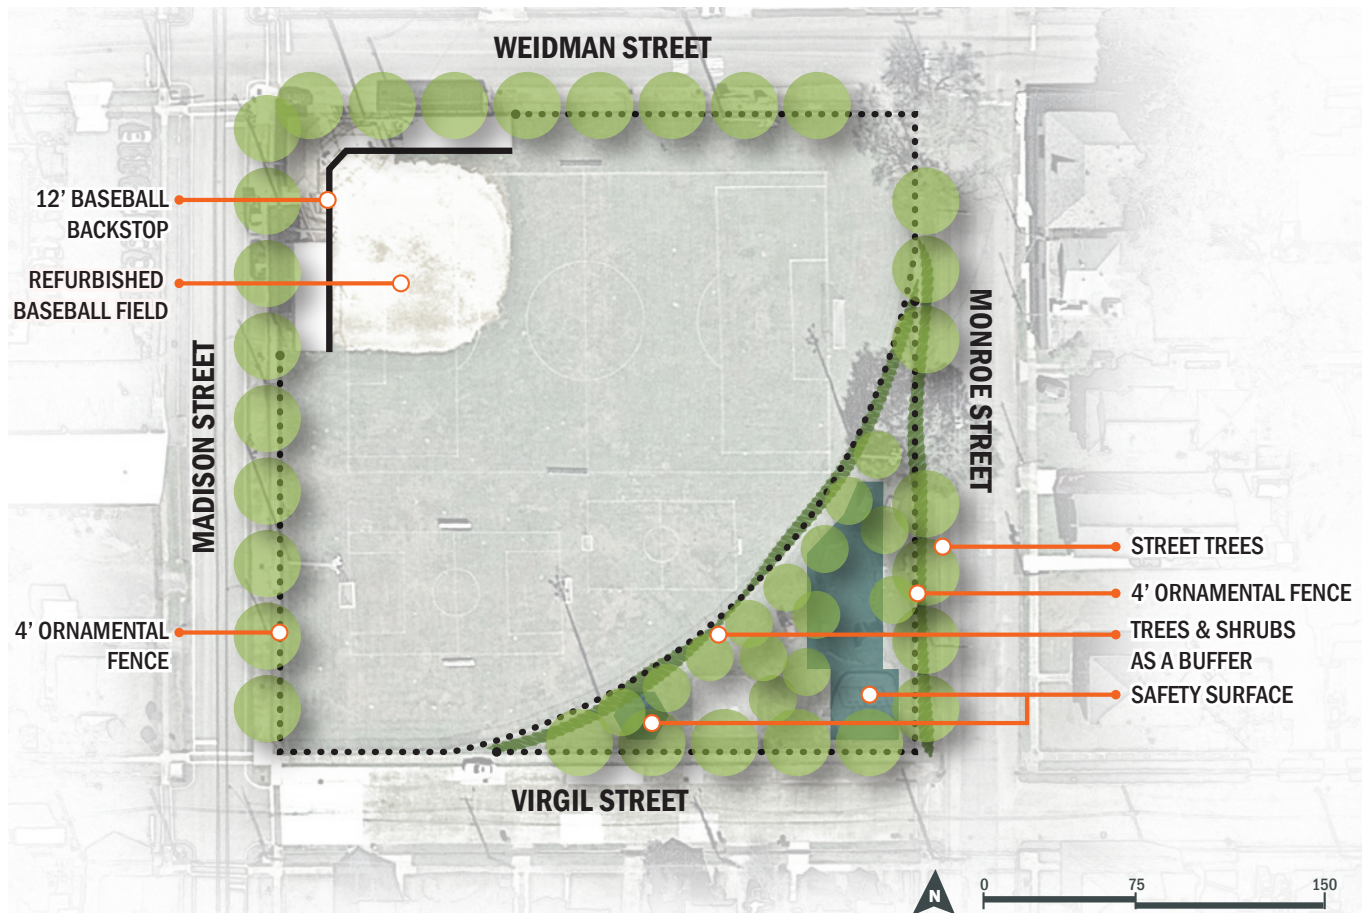 WEIDMAN STREET
12’ BASEBALL
BACKSTOP
REFURBISHED
BASEBALL FIELD
MADISON STREET
MONROE STREET
4’ ORNAMENTAL
FENCE
STREET TREES
4’ ORNAMENTAL FENCE
TREES & SHRUBS
AS A BUFFER
SAFETY SURFACE
VIRGIL STREET
N
0 75 150